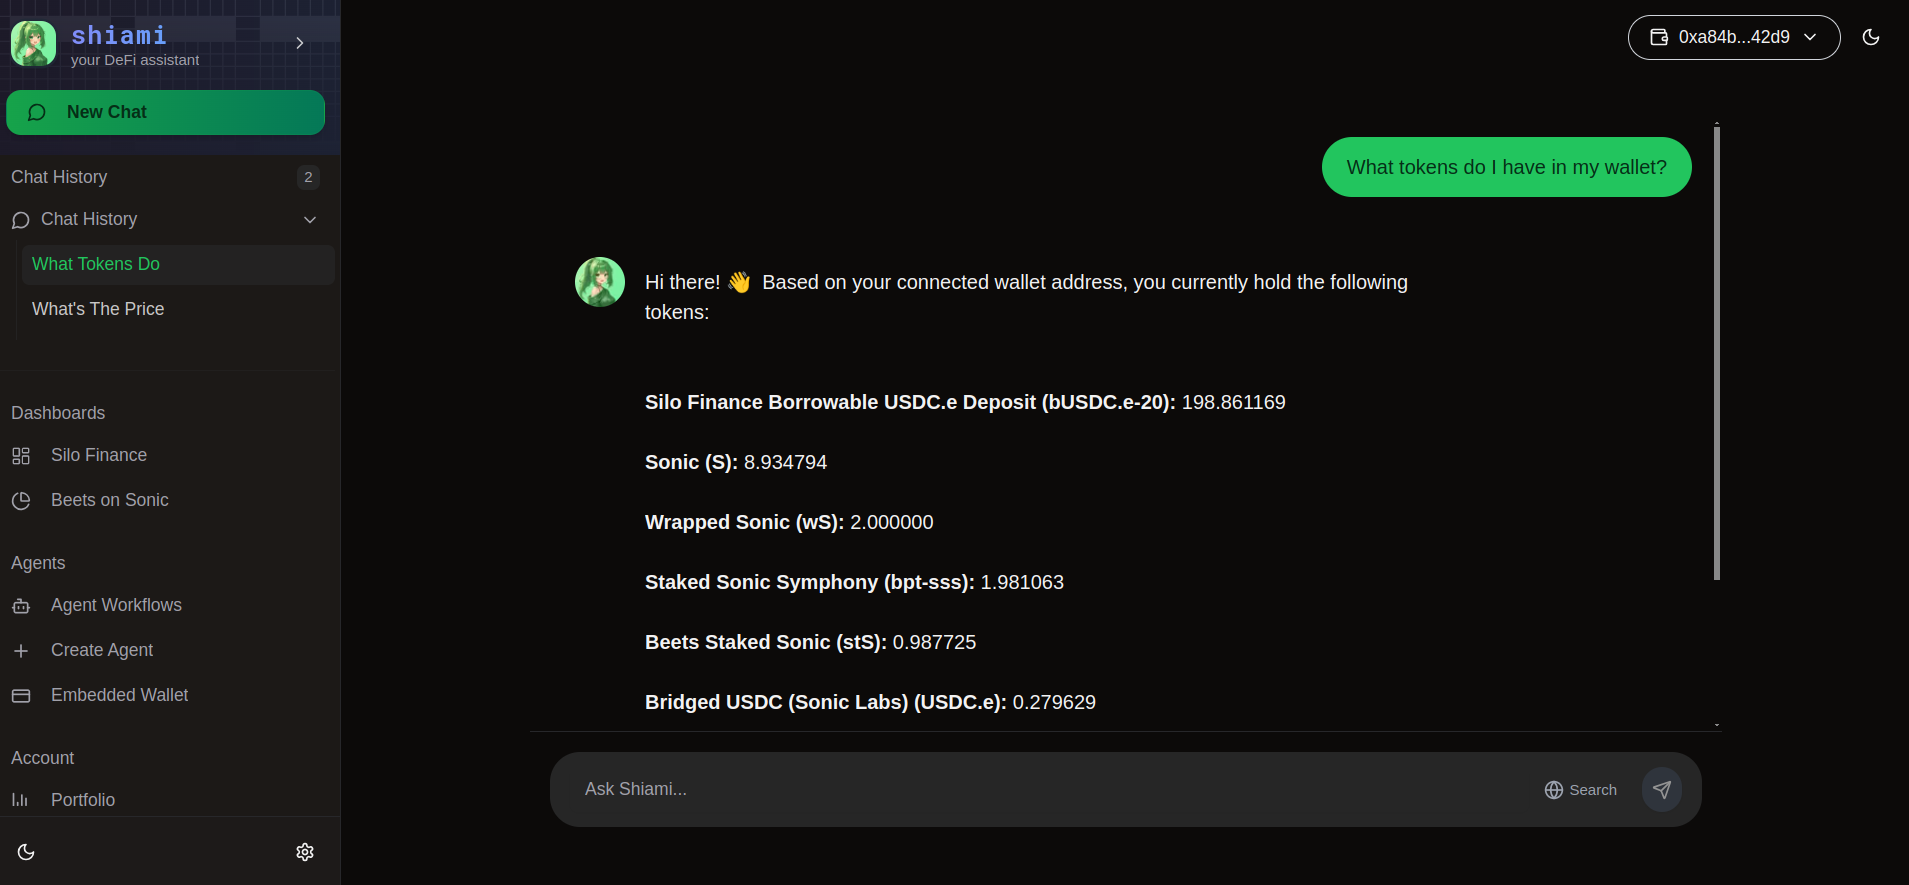 shiami
your DeFi assistant
New Chat
Chat History
2
Chat History
What Tokens Do
What's The Price
Dashboards
Silo Finance
Beets on Sonic
Agents
Agent Workflows
Create Agent
Embedded Wallet
Account
Portfolio
0xa84b...42d9
What tokens do I have in my wallet?
Hi there! 👋 Based on your connected wallet address, you currently hold the following
tokens:
Silo Finance Borrowable USDC.e Deposit (bUSDC.e-20): 198.861169
Sonic (S): 8.934794
Wrapped Sonic (wS): 2.000000
Staked Sonic Symphony (bpt-sss): 1.981063
Beets Staked Sonic (stS): 0.987725
Bridged USDC (Sonic Labs) (USDC.e): 0.279629
Ask Shiami...
Search